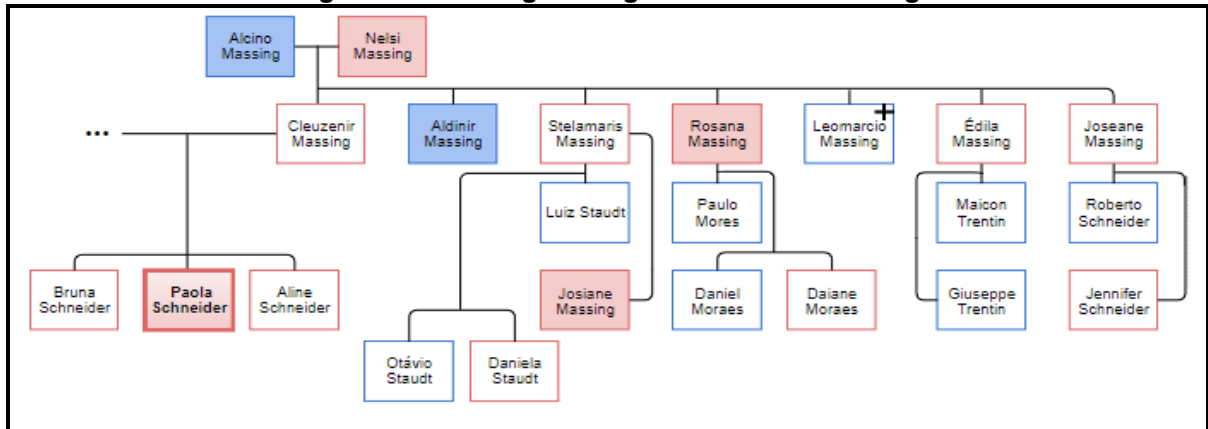 Alcino
Massing
Nelsi
Massing
...
Cleuzenir
Massing
Aldinir
Massing
Stelamaris
Massing
Rosana
Massing
Leomarcio
Massing
Édila
Massing
Joseane
Massing
Luiz Staudt
Paulo
Mores
Maicon
Trentin
Roberto
Schneider
Bruna
Schneider
Paola
Schneider
Aline
Schneider
Josiane
Massing
Daniel
Moraes
Daiane
Moraes
Giuseppe
Trentin
Jennifer
Schneider
Otávio
Staudt
Daniela
Staudt